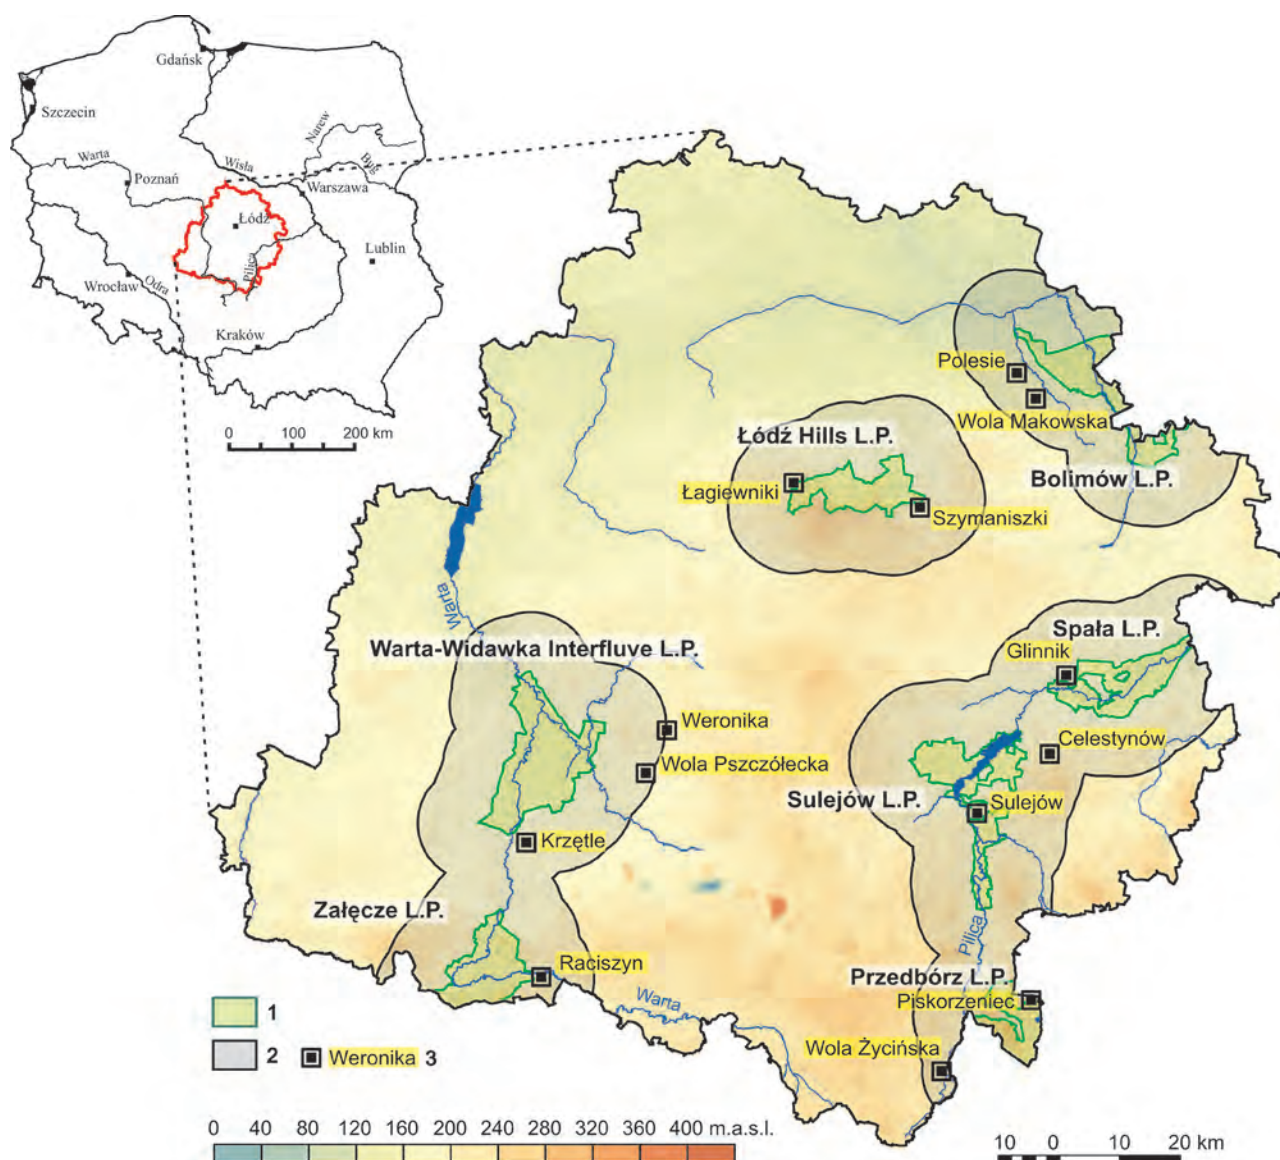 Gdańsk
Szczecin
Narew
Warta
Wisła
Bug
Poznań
Warszawa
Łódź
Lublin
Pilica
Wrocław
Odra
Kraków
0 100 200 km
Polesie
Wola Makowska
Łódź Hills L.P.
Bolimów L.P.
Łagiewniki
Szymaniszki
Warta
Spała L.P.
Warta-Widawka Interfluve L.P.
Glinnik
Weronika
Celestynów
Wola Pszczółecka
Sulejów L.P.
Sulejów
Krzętle
Załęcze L.P.
Pilica
Raciszyn
Przedbórz L.P.
Piskorzeniec
Warta
1
Wola Życińska
2 Weronika 3
0 40 80 120 160 200 240 280 320 360 400 m.a.s.l.
10 0 10 20 km